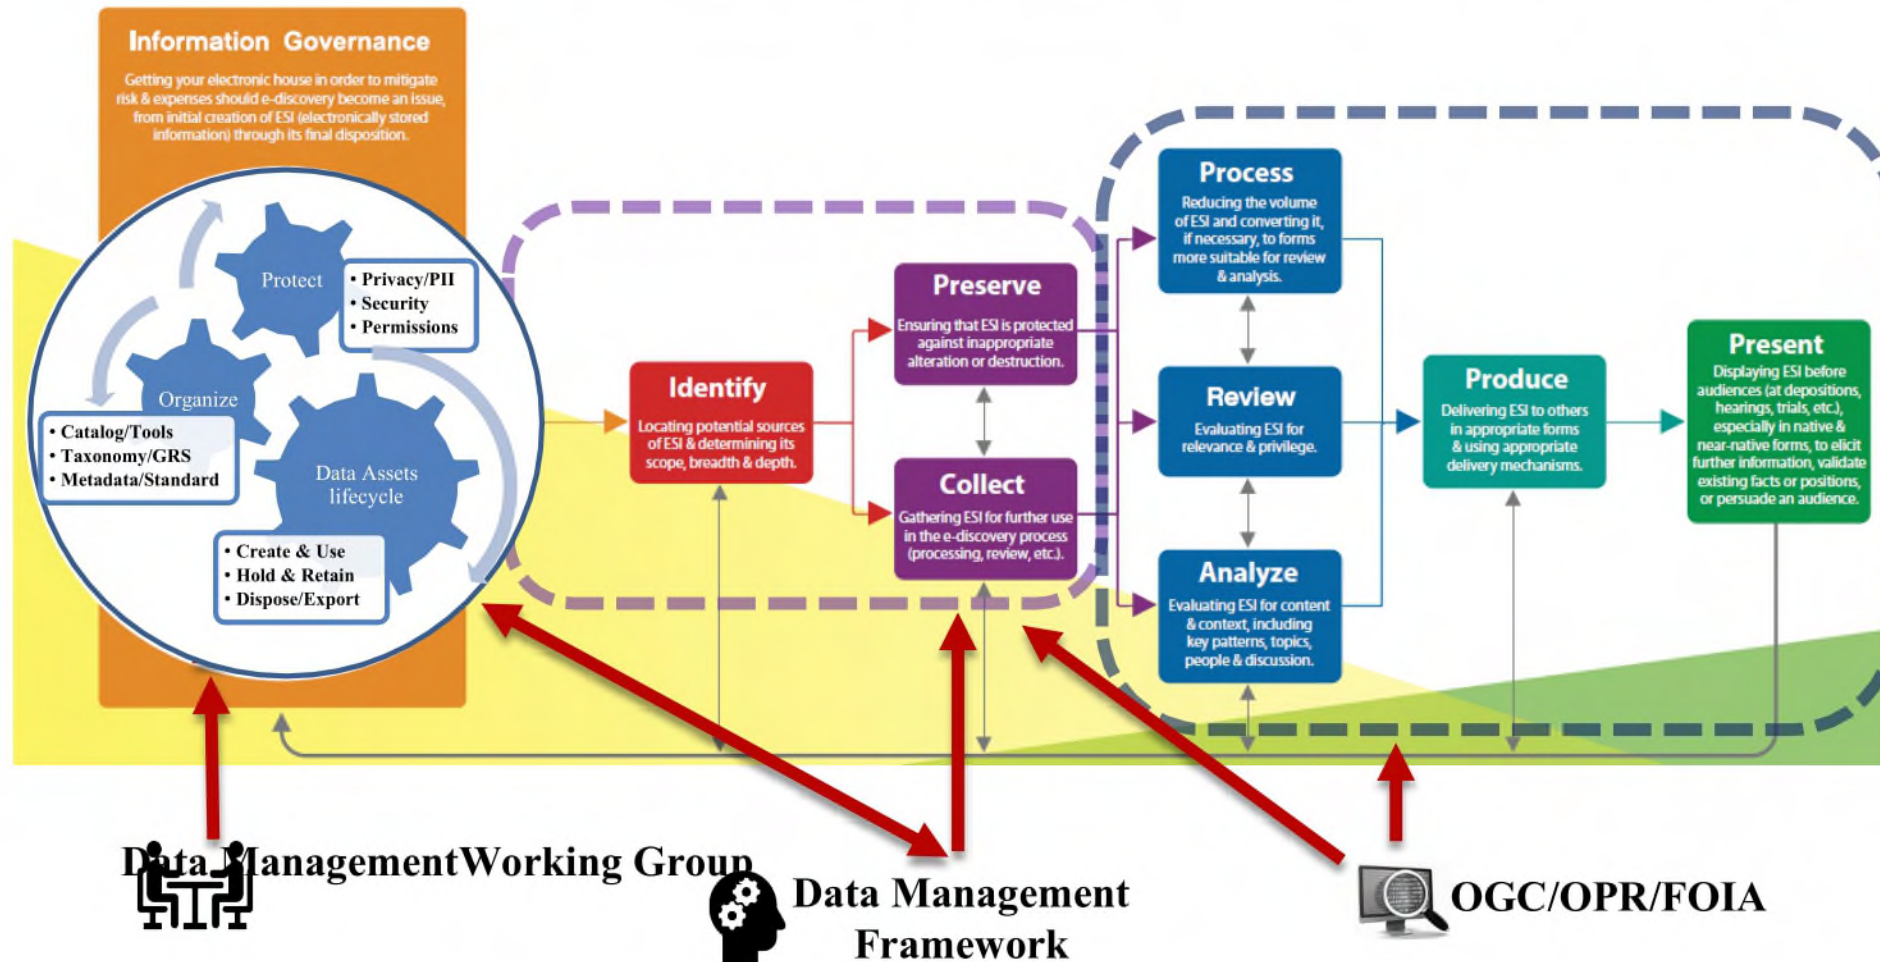 Information Governance
Getting your electronic house in order to mitigate
risk & expenses should e-discovery become an issue,
from initial creation of ESI (electronically stored
information) through its final disposition.
Protect
• Privacy/PII
• Security
• Permissions
Organize
• Catalog/Tools
• Taxonomy/GRS
• Metadata/Standard
Data Assets
lifecycle
• Create & Use
• Hold & Retain
• Dispose/Export
Identify
Locating potential sources
of ESI & determining its
scope, breadth & depth.
Preserve
Ensuring that ESI is protected
against inappropriate
alteration or destruction.
Collect
Gathering ESI for further use
in the e-discovery process
(processing, review, etc.).
Process
Reducing the volume
of ESI and converting it,
if necessary, to forms
more suitable for review
& analysis.
Review
Evaluating ESI for
relevance & privilege.
Analyze
Evaluating ESI for content
& context, including
key patterns, topics,
people & discussion.
Produce
Delivering ESI to others
in appropriate forms
& using appropriate
delivery mechanisms.
Present
Displaying ESI before
audiences (at depositions,
hearings, trials, etc.),
especially in native &
near-native forms, to elicit
further information, validate
existing facts or positions,
or persuade an audience.
Data ManagementWorking Group
Data Management
Framework
OGC/OPR/FOIA